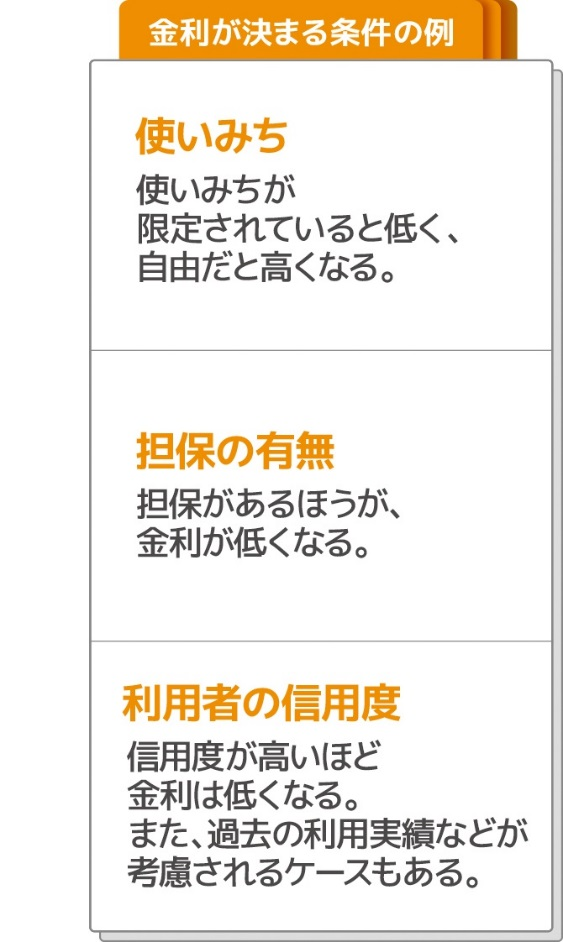 金利が決まる条件の例
使いみち
使いみちが
限定されていると低く、
自由だと高くなる。
担保の有無
担保があるほうが、
金利が低くなる。
利用者の信用度
信用度が高いほど
金利は低くなる。
また、過去の利用実績などが
考慮されるケースもある。